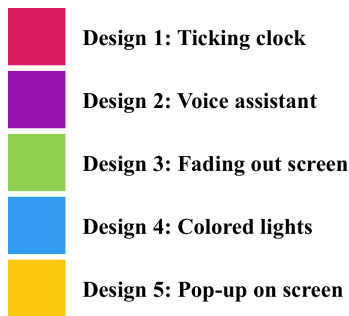 Design 1: Ticking clock
Design 2: Voice assistant
Design 3: Fading out screen
Design 4: Colored lights
Design 5: Pop-up on screen